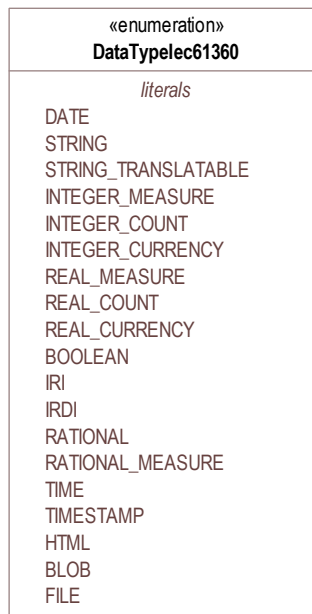 «enumeration»
DataTypeIec61360
literals
DATE
STRING
STRING_TRANSLATABLE
INTEGER_MEASURE
INTEGER_COUNT
INTEGER_CURRENCY
REAL_MEASURE
REAL_COUNT
REAL_CURRENCY
BOOLEAN
IRI
IRDI
RATIONAL
RATIONAL_MEASURE
TIME
TIMESTAMP
HTML
BLOB
FILE